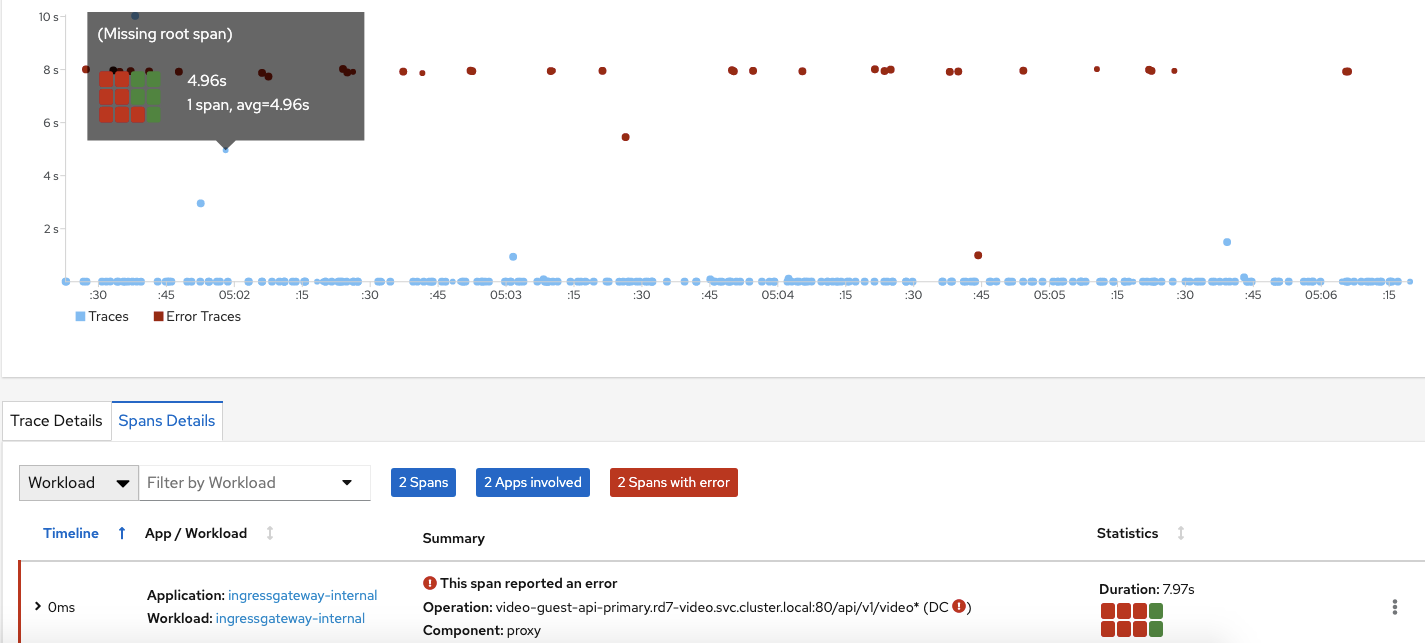 10 s
(Missing root span)
8 s
4.96s
1 span, avg=4.96s
6 s
4 s
2 s
:30 :45 05:02 :15 :30 :45 05:03 :15 :30 :45 05:04 :15 :30 :45 05:05 :15 :30 :45 05:06 :15
Traces Error Traces
Trace Details Spans Details
Workload Filter by Workload 2 Spans 2 Apps involved 2 Spans with error
Timeline App / Workload Summary Statistics
This span reported an error
0ms Application: ingressgateway-internal Operation: video-guest-api-primary.rd7-video.svc.cluster.local:80/api/v1/video* (DC ) Duration: 7.97s
Workload: ingressgateway-internal Component: proxy